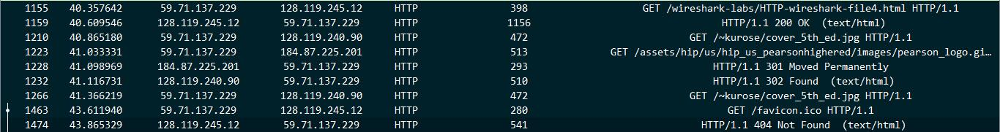 1155 40.357642 59.71.137.229 128.119.245.12 HTTP 398 GET /wireshark-labs/HTTP-wireshark-file4.html HTTP/1.1
1159 40.609546 128.119.245.12 59.71.137.229 HTTP 1156 HTTP/1.1 200 OK (text/html)
1210 40.865180 59.71.137.229 128.119.240.90 HTTP 472 GET /~kurose/cover_5th_ed.jpg HTTP/1.1
1223 41.033331 59.71.137.229 184.87.225.201 HTTP 513 GET /assets/hip/us/hip_us_pearsonhighered/images/pearson_logo.gi…
1228 41.098969 184.87.225.201 59.71.137.229 HTTP 293 HTTP/1.1 301 Moved Permanently
1232 41.116731 128.119.240.90 59.71.137.229 HTTP 510 HTTP/1.1 302 Found (text/html)
1266 41.366219 59.71.137.229 128.119.240.90 HTTP 472 GET /~kurose/cover_5th_ed.jpg HTTP/1.1
1463 43.611940 59.71.137.229 128.119.245.12 HTTP 280 GET /favicon.ico HTTP/1.1
1474 43.865329 128.119.245.12 59.71.137.229 HTTP 541 HTTP/1.1 404 Not Found (text/html)